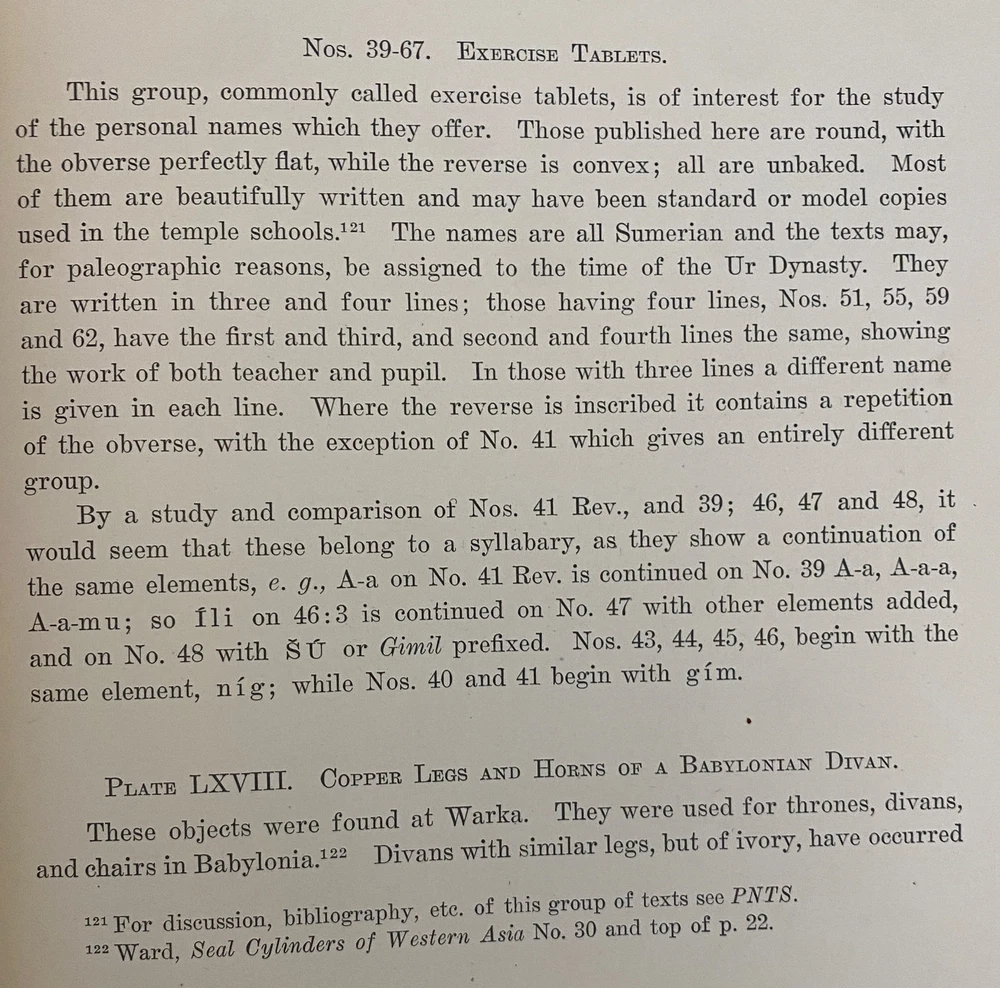 Nos. 39-67. Exercise Tablets.
This group, commonly called exercise tablets, is of interest for the study
of the personal names which they offer. Those published here are round, with
the obverse perfectly flat, while the reverse is convex; all are unbaked. Most
of them are beautifully written and may have been standard or model copies
used in the temple schools.¹²¹ The names are all Sumerian and the texts may,
for paleographic reasons, be assigned to the time of the Ur Dynasty. They
are written in three and four lines; those having four lines, Nos. 51, 55, 59
and 62, have the first and third, and second and fourth lines the same, showing
the work of both teacher and pupil. In those with three lines a different name
is given in each line. Where the reverse is inscribed it contains a repetition
of the obverse, with the exception of No. 41 which gives an entirely different
group.
By a study and comparison of Nos. 41 Rev., and 39; 46, 47 and 48, it
would seem that these belong to a syllabary, as they show a continuation of
the same elements, e. g., A-a on No. 41 Rev. is continued on No. 39 A-a, A-a-a,
A-a-mu; so Íli on 46:3 is continued on No. 47 with other elements added,
and on No. 48 with ŠÚ or Gimil prefixed. Nos. 43, 44, 45, 46, begin with the
same element, níg; while Nos. 40 and 41 begin with gím.
Plate LXVIII. Copper Legs and Horns of a Babylonian Divan.
These objects were found at Warka. They were used for thrones, divans,
and chairs in Babylonia.¹²² Divans with similar legs, but of ivory, have occurred
¹²¹ For discussion, bibliography, etc. of this group of texts see PNTS.
¹²² Ward, Seal Cylinders of Western Asia No. 30 and top of p. 22.